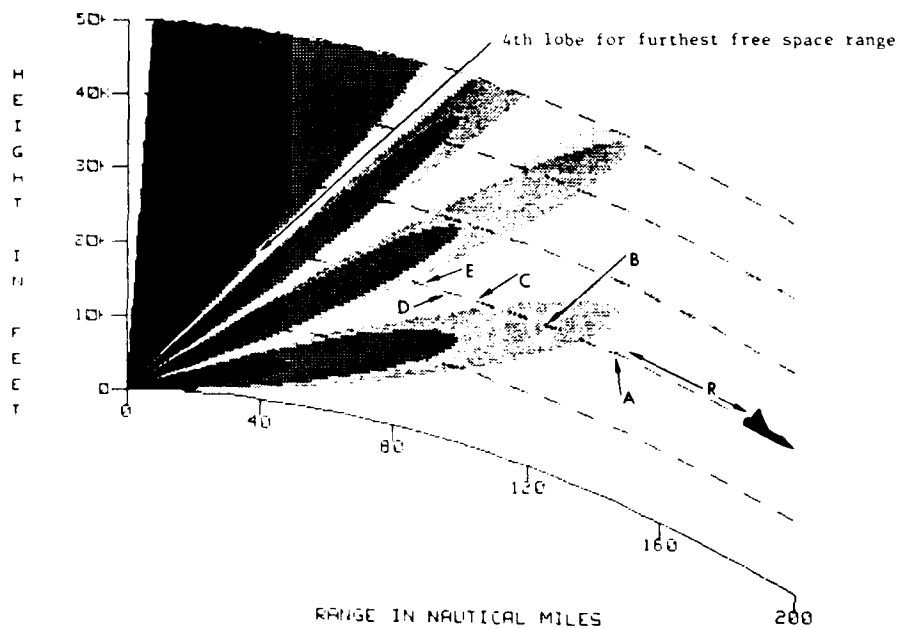 50K
4th lobe for furthest free space range
40K
30K
20K
10K
0
HEIGHT IN FEET
E
C
B
D
A
R
0
40
80
120
160
200
RANGE IN NAUTICAL MILES